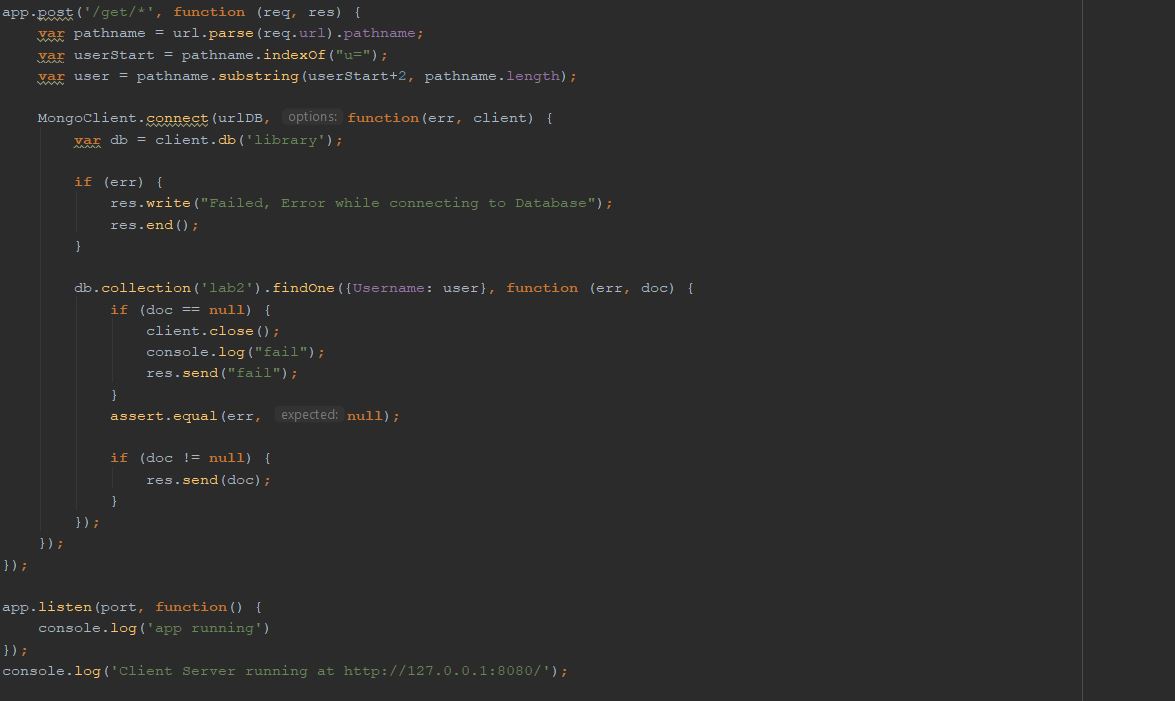 app.post('/get/*', function (req, res) {
    var pathname = url.parse(req.url).pathname;
    var userStart = pathname.indexOf("u=");
    var user = pathname.substring(userStart+2, pathname.length);

    MongoClient.connect(urlDB, options: function(err, client) {
        var db = client.db('library');

        if (err) {
            res.write("Failed, Error while connecting to Database");
            res.end();
        }

        db.collection('lab2').findOne({Username: user}, function (err, doc) {
            if (doc == null) {
                client.close();
                console.log("fail");
                res.send("fail");
            }
            assert.equal(err, expected: null);

            if (doc != null) {
                res.send(doc);
            }
        });
    });
});

app.listen(port, function() {
    console.log('app running')
});
console.log('Client Server running at http://127.0.0.1:8080/');